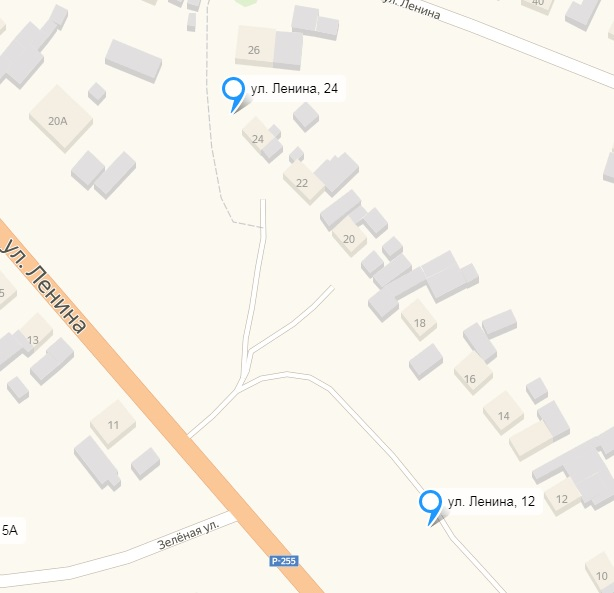 ул. Ленина
40
26
ул. Ленина, 24
20А
24
22
20
ул. Ленина
5
13
18
16
14
11
ул. Ленина, 12
12
5А
Зелёная ул.
Р-255
10